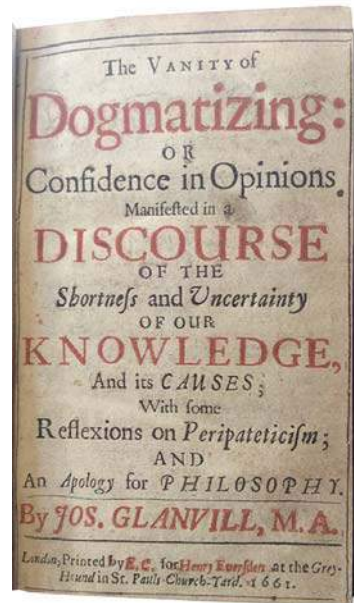 The VANITY of
Dogmatizing:
OR
Confidence in Opinions.
Manifeſted in a
DISCOURSE
OF THE
Shortneſs and Uncertainty
OF OUR
KNOWLEDGE,
And its CAUSES;
With ſome
Reflexions on Peripateticiſm;
AND
An Apology for PHILOSOPHY.
By JOS. GLANVILL, M.A.
London, Printed by E.C. for Henry Everſden at the Grey-
Hound in St. Pauls-Church-Yard. 1661.